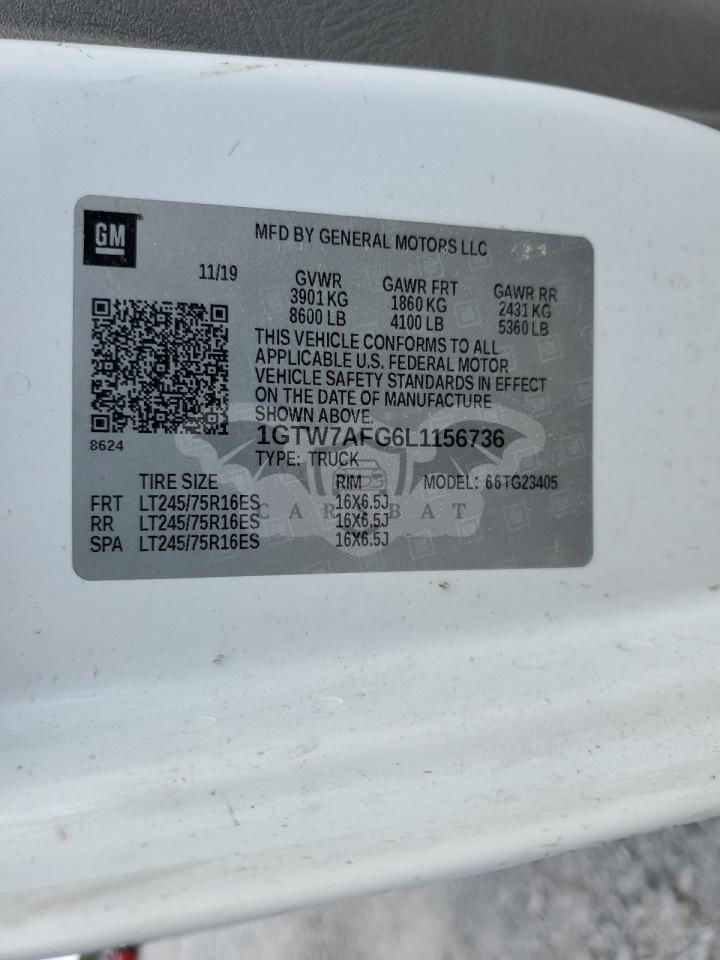 GM
MFD BY GENERAL MOTORS LLC
11/19
GVWR GAWR FRT GAWR RR
3901 KG 1860 KG 2431 KG
8600 LB 4100 LB 5360 LB
THIS VEHICLE CONFORMS TO ALL
APPLICABLE U.S. FEDERAL MOTOR
VEHICLE SAFETY STANDARDS IN EFFECT
ON THE DATE OF MANUFACTURE
SHOWN ABOVE.
8624
1GTW7AFG6L1156736
TYPE: TRUCK MODEL: 66TG23405
TIRE SIZE RIM
FRT LT245/75R16ES 16X6.5J
RR LT245/75R16ES 16X6.5J
SPA LT245/75R16ES 16X6.5J
CARSBAT